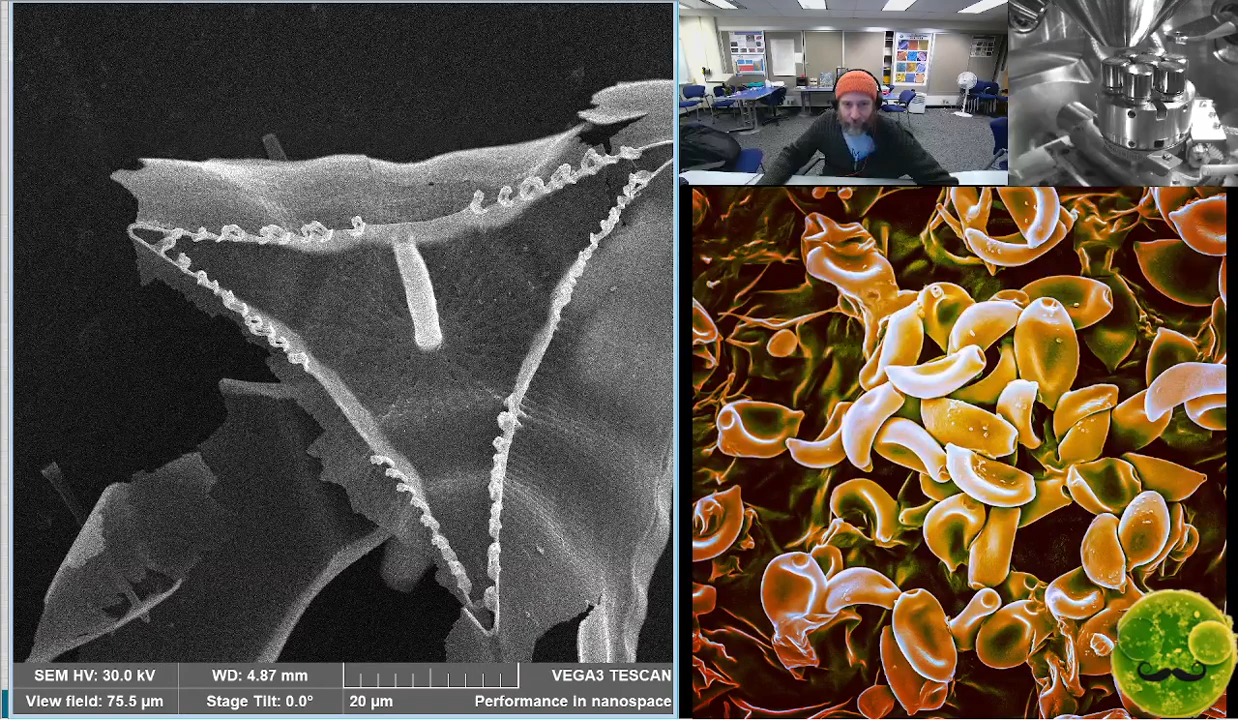 SEM HV: 30.0 kV
WD: 4.87 mm
VEGA3 TESCAN
View field: 75.5 µm
Stage Tilt: 0.0°
20 µm
Performance in nanospace